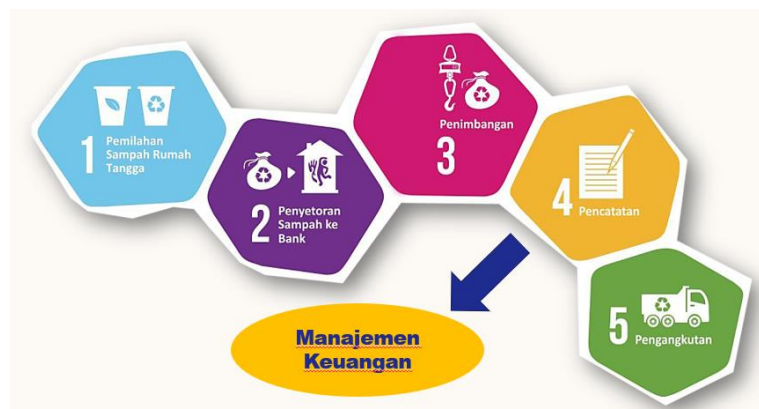 1
Pemilahan
Sampah Rumah
Tangga
2
Penyetoran
Sampah ke
Bank
Penimbangan
3
4
Pencatatan
5
Pengangkutan
Manajemen
Keuangan